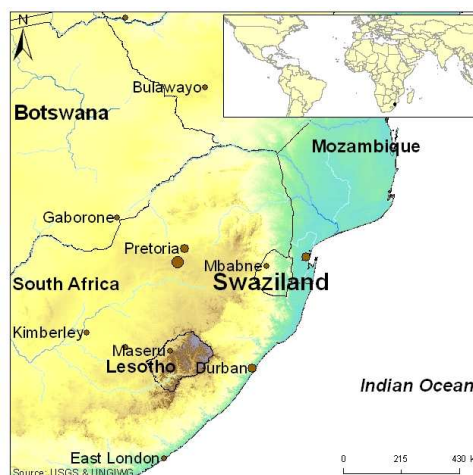 N
Bulawayo
Botswana
Mozambique
Gaborone
Pretoria
Mbabne
Swaziland
South Africa
Kimberley
Maseru
Lesotho
Durban
Indian Ocean
East London
0 215 430
Source: USGS & UNGIWG